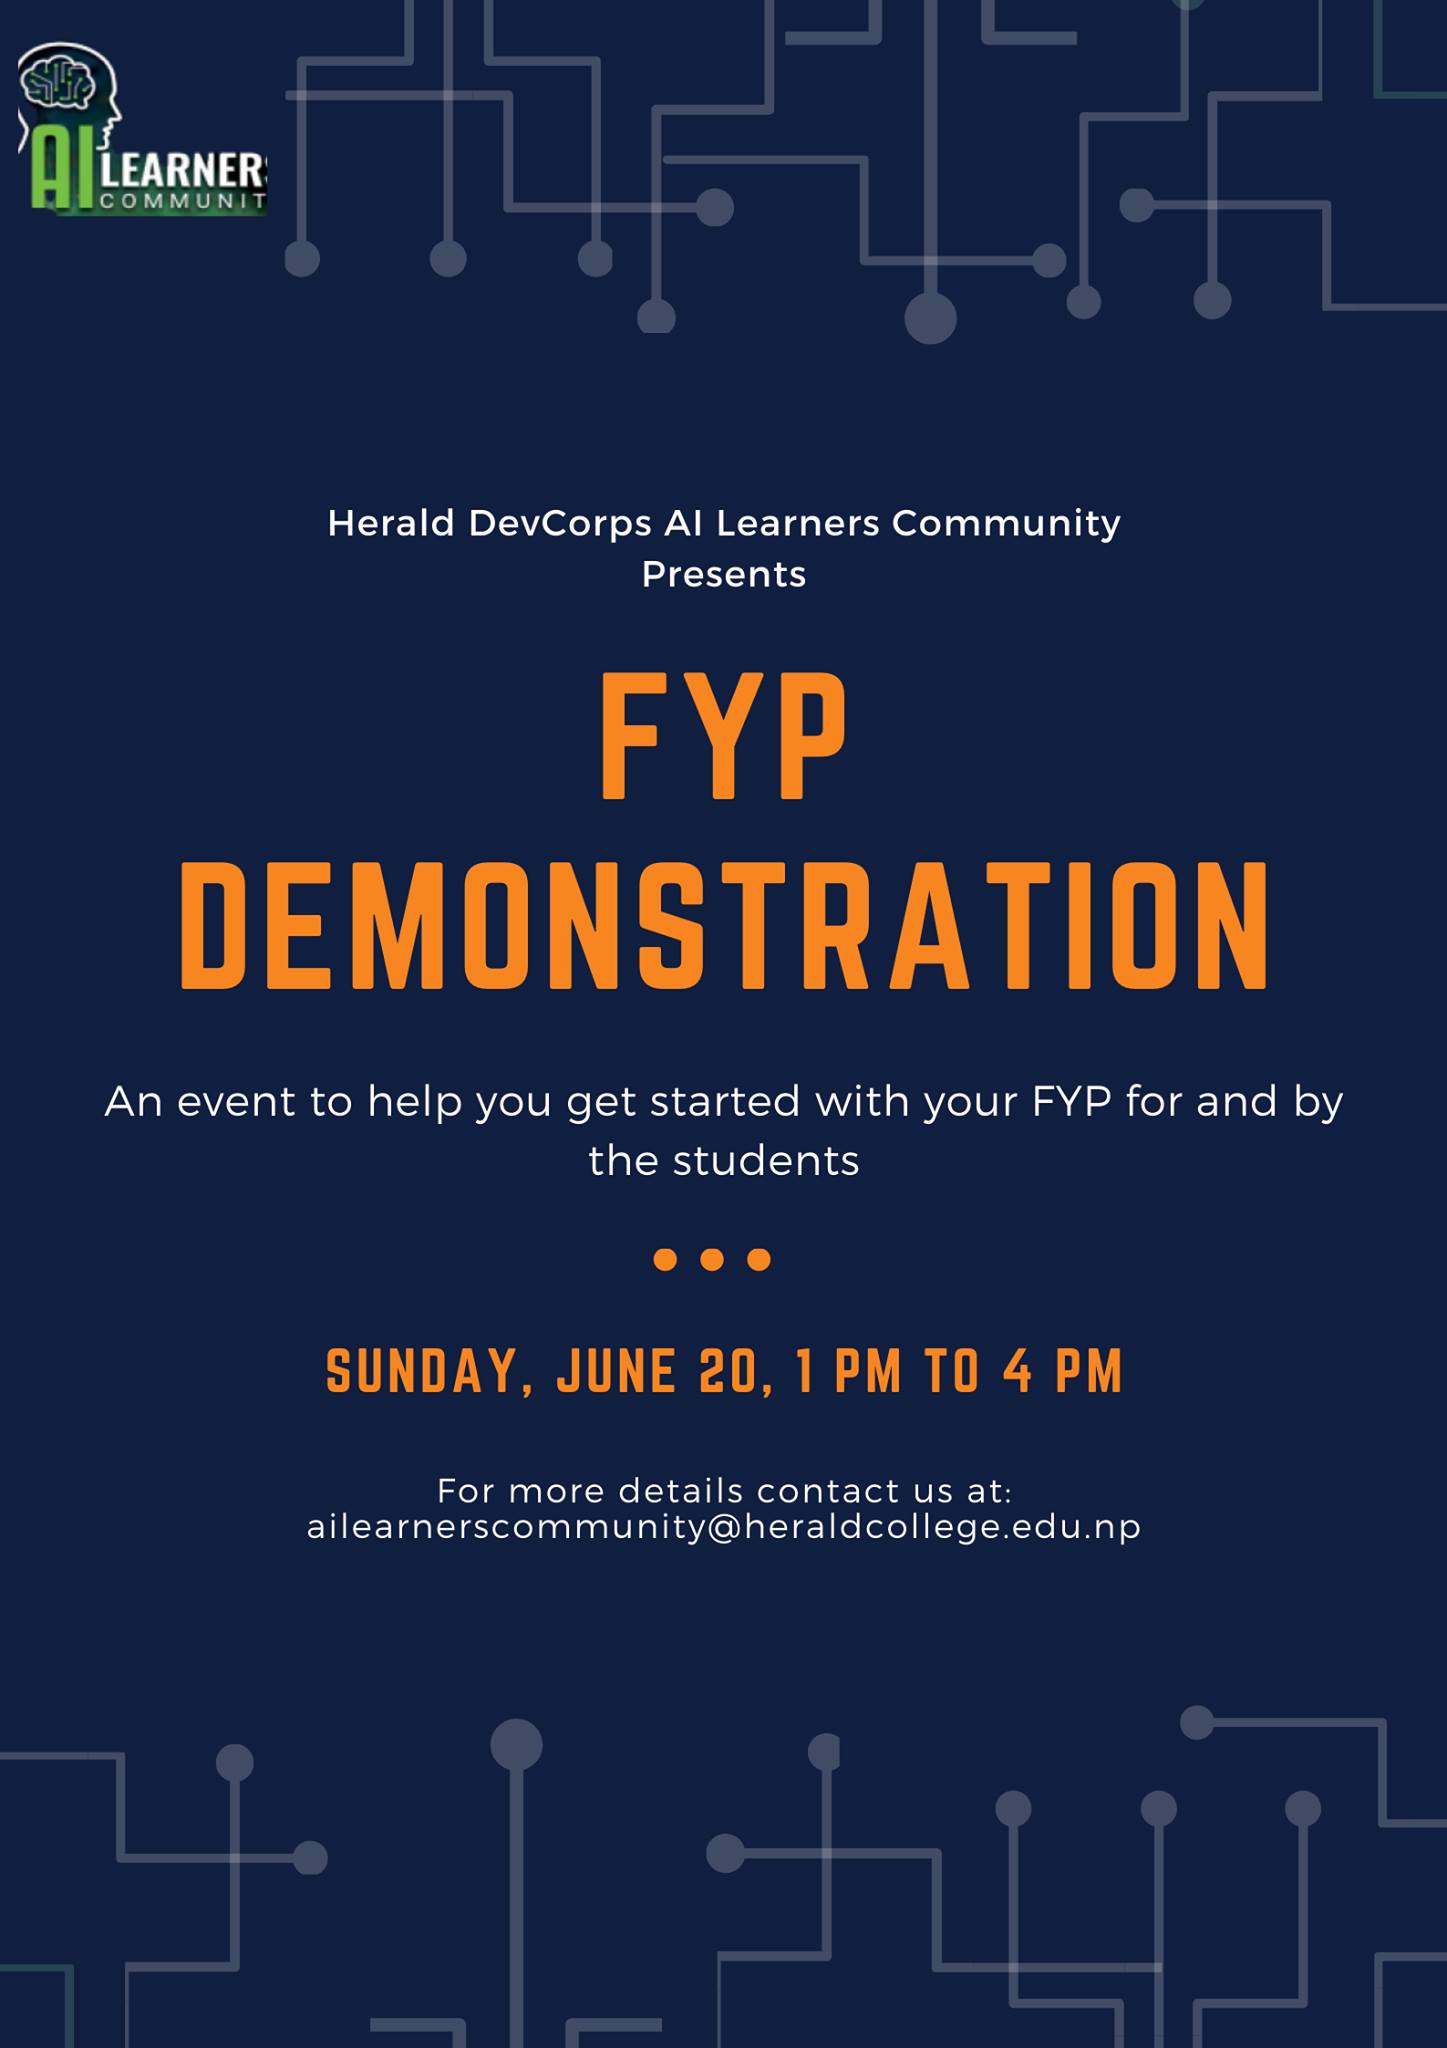 AI LEARNERS
COMMUNIT
Herald DevCorps AI Learners Community
Presents
FYP
DEMONSTRATION
An event to help you get started with your FYP for and by
the students
SUNDAY, JUNE 20, 1 PM TO 4 PM
For more details contact us at:
ailearnerscommunity@heraldcollege.edu.np